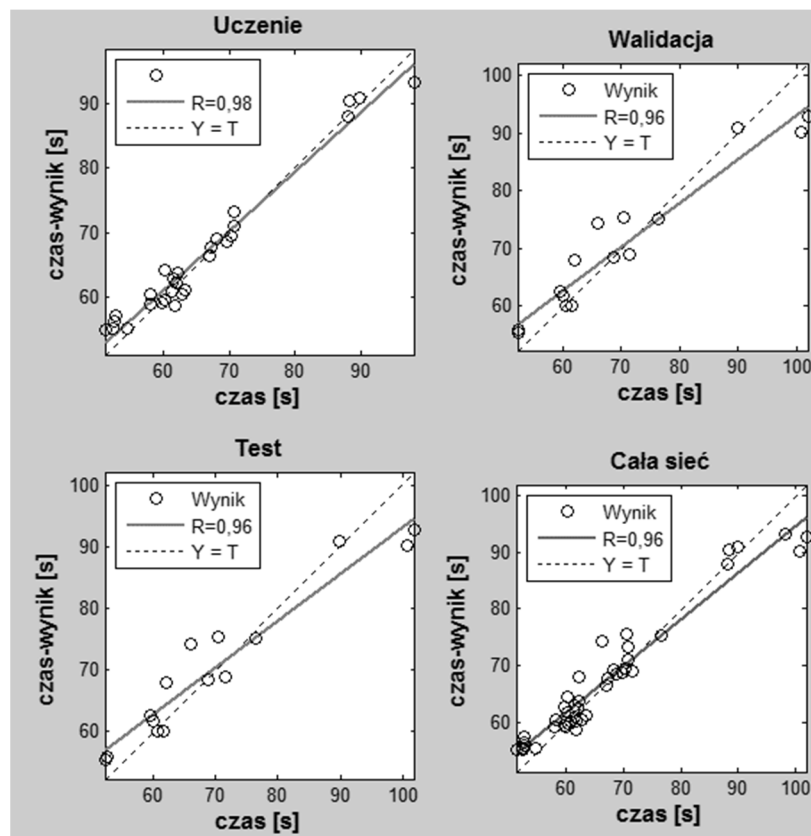 Uczenie
R=0,98
Y = T
czas-wynik [s]
90
80
70
60
60
70
80
90
czas [s]
Walidacja
Wynik
R=0,96
Y = T
czas-wynik [s]
100
90
80
70
60
60
70
80
90
100
czas [s]
Test
Wynik
R=0,96
Y = T
czas-wynik [s]
100
90
80
70
60
60
70
80
90
100
czas [s]
Cała sieć
Wynik
R=0,96
Y = T
czas-wynik [s]
100
90
80
70
60
60
70
80
90
100
czas [s]